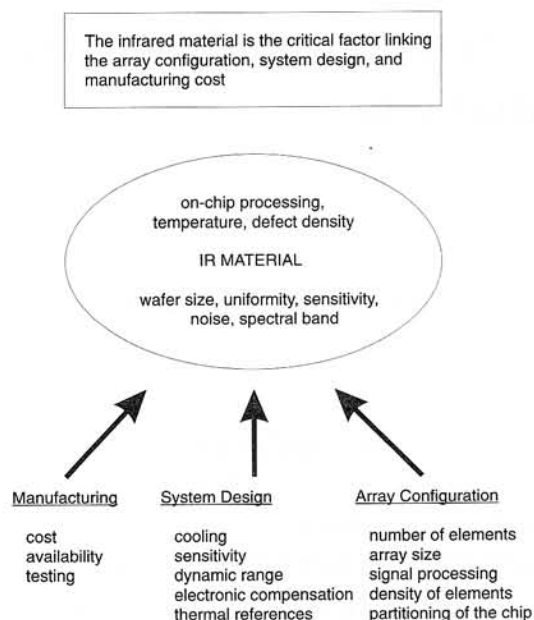 The infrared material is the critical factor linking
the array configuration, system design, and
manufacturing cost
on-chip processing,
temperature, defect density
IR MATERIAL
wafer size, uniformity, sensitivity,
noise, spectral band
Manufacturing
cost
availability
testing
System Design
cooling
sensitivity
dynamic range
electronic compensation
thermal references
Array Configuration
number of elements
array size
signal processing
density of elements
partitioning of the chip